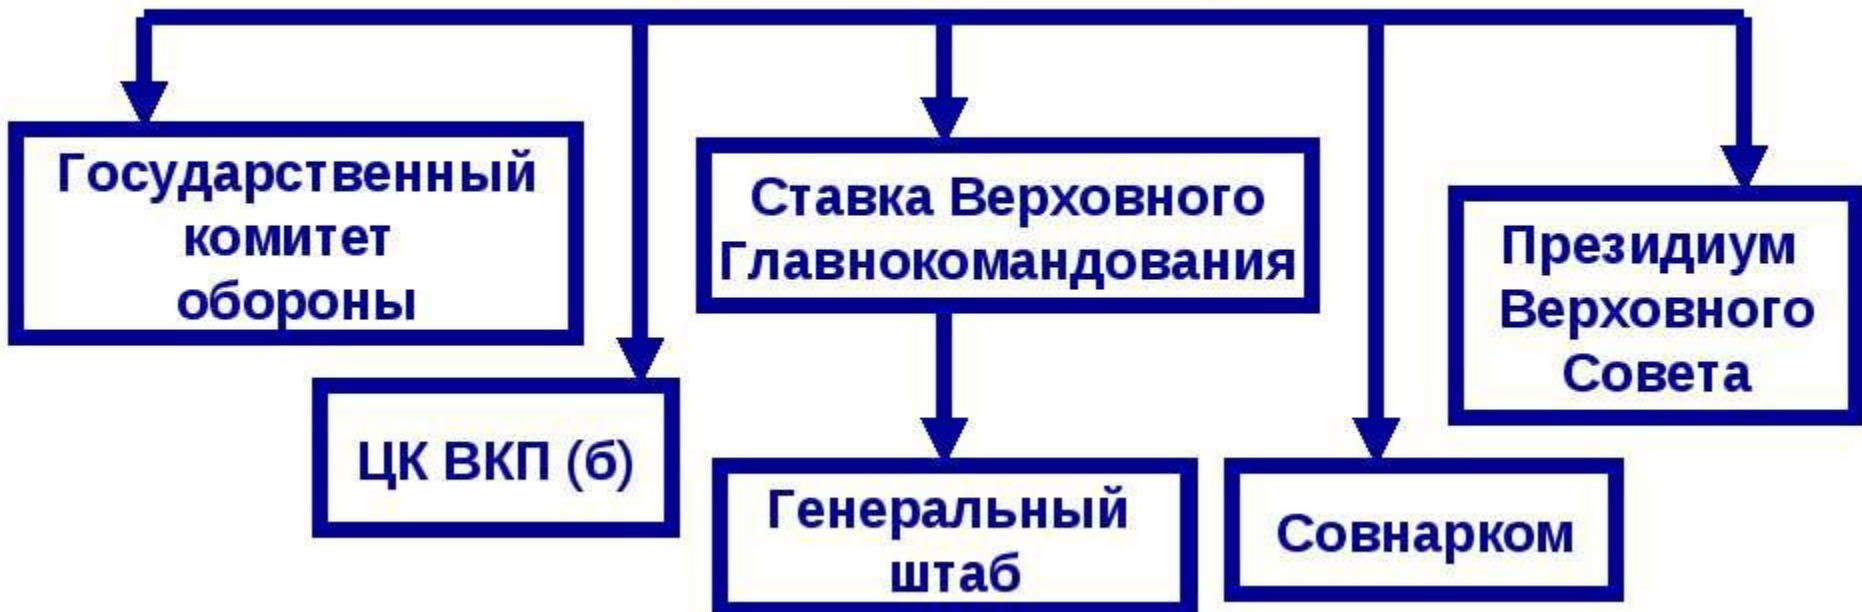 Государственный
комитет
обороны
ЦК ВКП (б)
Ставка Верховного
Главнокомандования
Генеральный
штаб
Совнарком
Президиум
Верховного
Совета